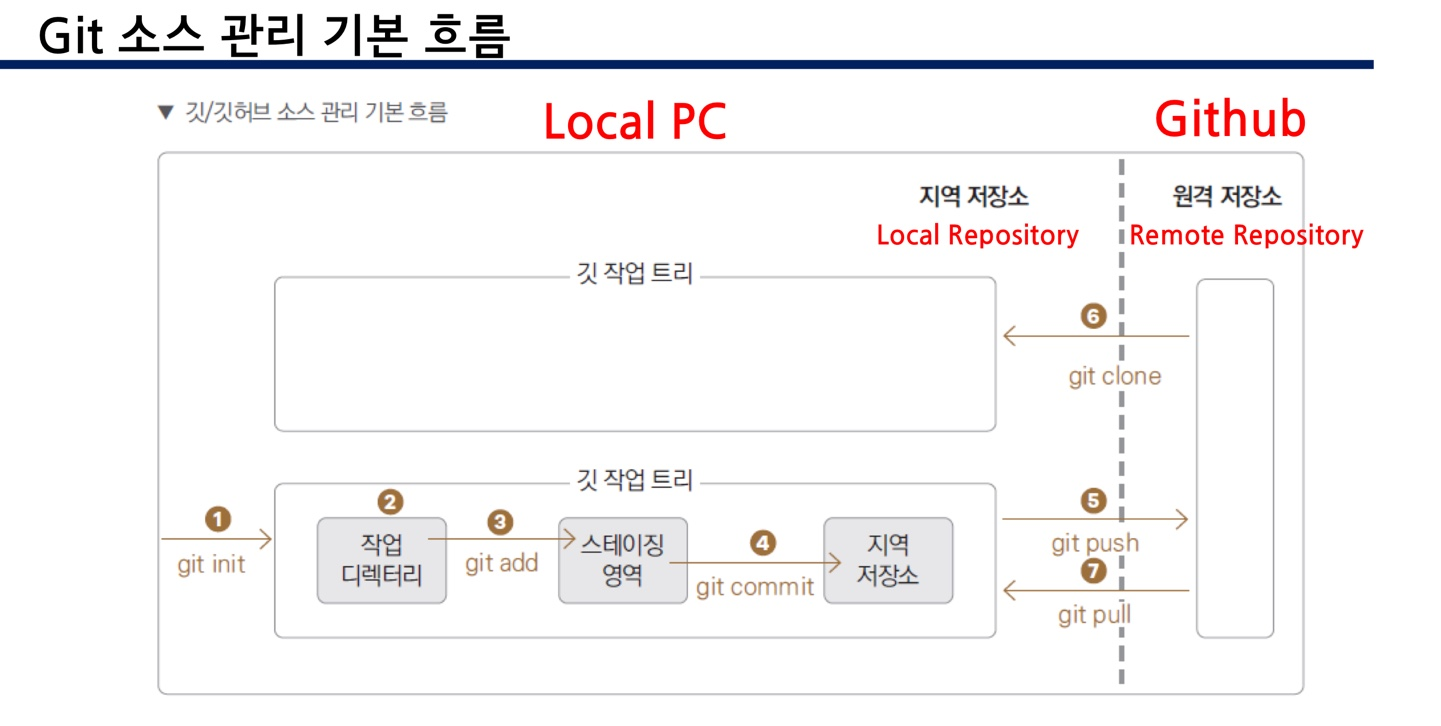 Git 소스 관리 기본 흐름
▼ 깃/깃허브 소스 관리 기본 흐름
Local PC
Github
지역 저장소
원격 저장소
Local Repository
Remote Repository
깃 작업 트리
6
git clone
깃 작업 트리
1
git init
2
작업
디렉터리
3
git add
스테이징
영역
4
git commit
지역
저장소
5
git push
7
git pull